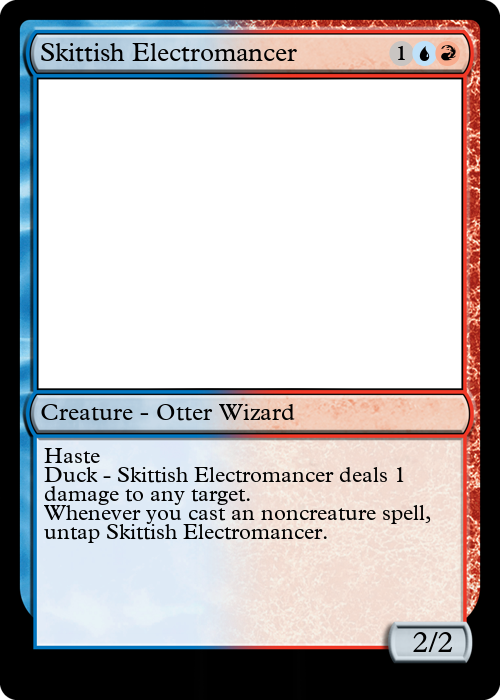 Skittish Electromancer 1
Creature - Otter Wizard
Haste
Duck - Skittish Electromancer deals 1
damage to any target.
Whenever you cast an noncreature spell,
untap Skittish Electromancer.
2/2